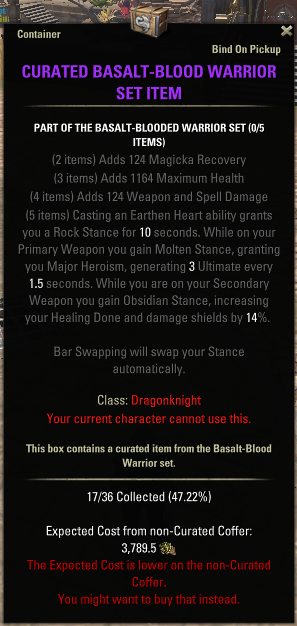 Container
Bind On Pickup
CURATED BASALT-BLOOD WARRIOR
SET ITEM
PART OF THE BASALT-BLOODED WARRIOR SET (0/5
ITEMS)
(2 items) Adds 124 Magicka Recovery
(3 items) Adds 1164 Maximum Health
(4 items) Adds 124 Weapon and Spell Damage
(5 items) Casting an Earthen Heart ability grants
you a Rock Stance for 10 seconds. While on your
Primary Weapon you gain Molten Stance, granting
you Major Heroism, generating 3 Ultimate every
1.5 seconds. While you are on your Secondary
Weapon you gain Obsidian Stance, increasing
your Healing Done and damage shields by 14%.
Bar Swapping will swap your Stance
automatically.
Class: Dragonknight
Your current character cannot use this.
This box contains a curated item from the Basalt-Blood
Warrior set.
17/36 Collected (47.22%)
Expected Cost from non-Curated Coffer:
3,789.5
The Expected Cost is lower on the non-Curated
Coffer.
You might want to buy that instead.